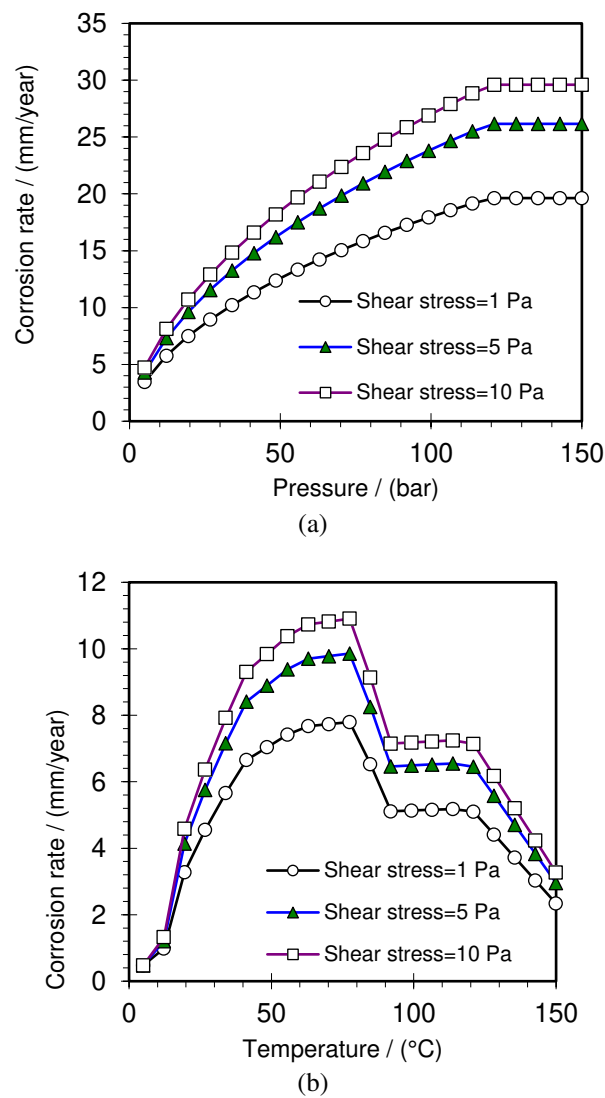 35
30
25
20
15
10
5
0
Corrosion rate / (mm/year)
Shear stress=1 Pa
Shear stress=5 Pa
Shear stress=10 Pa
0 50 100 150
Pressure / (bar)
(a)
12
10
8
6
4
2
0
Corrosion rate / (mm/year)
Shear stress=1 Pa
Shear stress=5 Pa
Shear stress=10 Pa
0 50 100 150
Temperature / (°C)
(b)